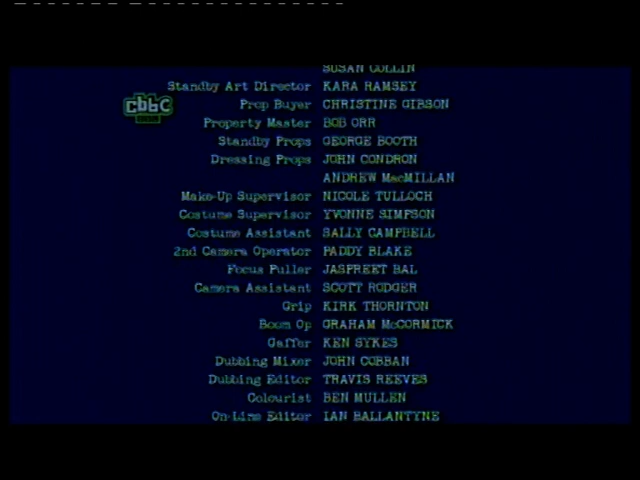 SUSAN COLLIN
Standby Art Director KARA RAMSEY
cbbc
Prop Buyer CHRISTINE GIBSON
Property Master BOB ORR
Standby Props GEORGE BOOTH
Dressing Props JOHN CONDRON
ANDREW MacMILLAN
Make-Up Supervisor NICOLE TULLOCH
Costume Supervisor YVONNE SIMPSON
Costume Assistant SALLY CAMPBELL
2nd Camera Operator PADDY BLAKE
Focus Puller JASPREET BAL
Camera Assistant SCOTT RODGER
Grip KIRK THORNTON
Boom Op GRAHAM McCORMICK
Gaffer KEN SYKES
Dubbing Mixer JOHN COBBAN
Dubbing Editor TRAVIS REEVES
Colourist BEN MULLEN
On-Line Editor IAN BALLANTYNE